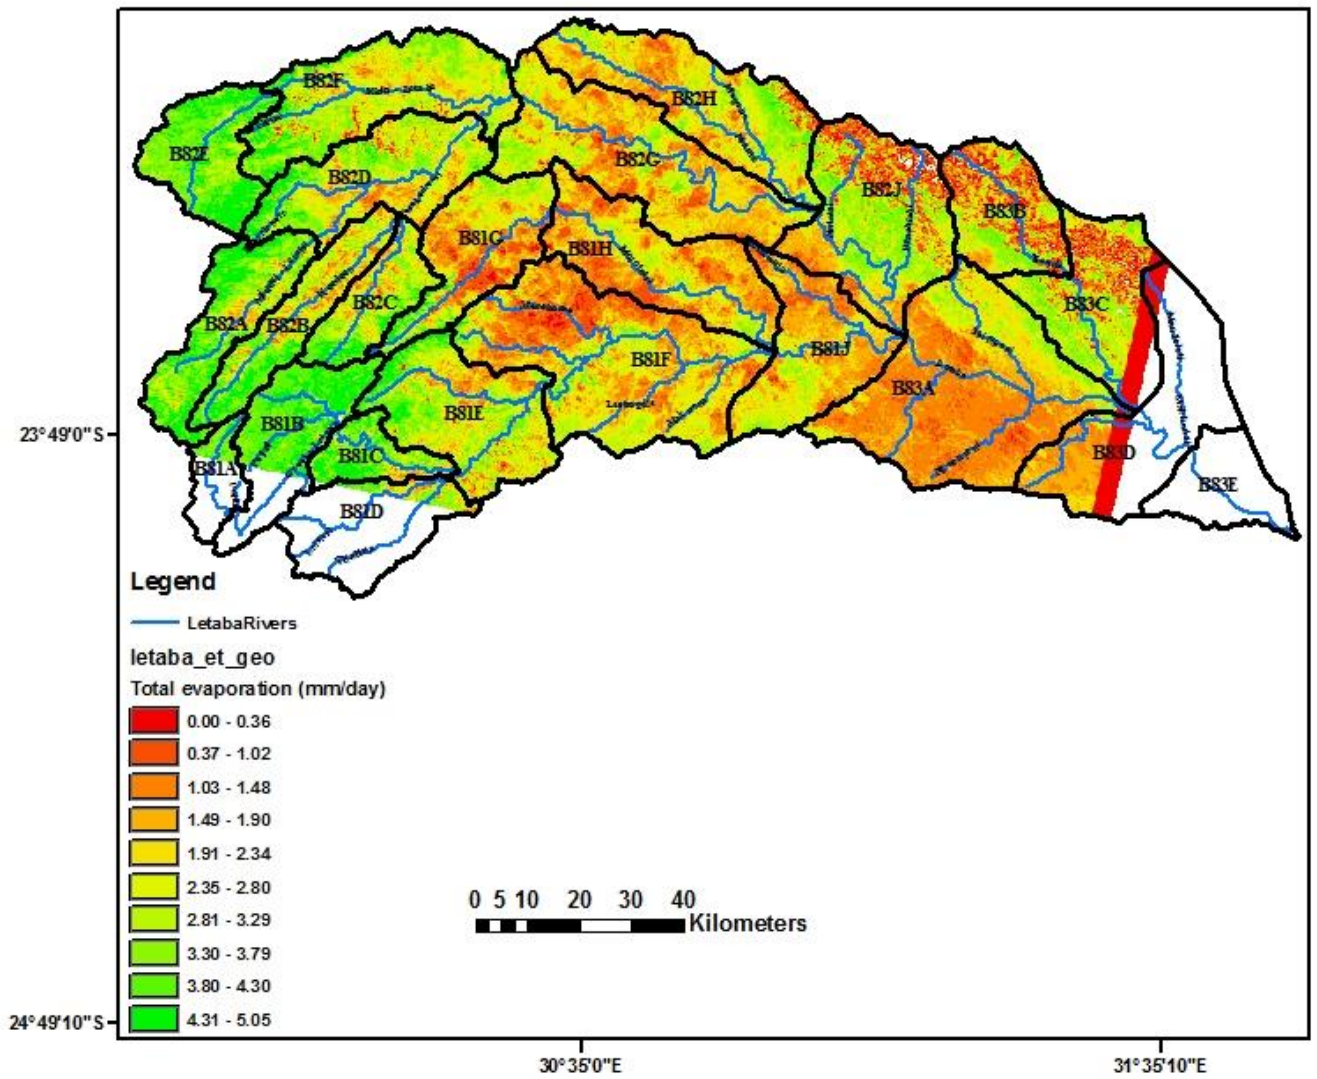 B82F
B82H
B82E
B82G
B82D
B82J
B83B
B81G
B81H
B82C
B83C
B82A
B82B
B81J
B81F
B83A
B81E
B81B
23°49'0"S
B81C
B83D
B81A
B83E
B81D
Legend
LetabaRivers
letaba_et_geo
Total evaporation (mm/day)
0.00 - 0.36
0.37 - 1.02
1.03 - 1.48
1.49 - 1.90
1.91 - 2.34
2.35 - 2.80
2.81 - 3.29
3.30 - 3.79
3.80 - 4.30
4.31 - 5.05
0 5 10 20 30 40
Kilometers
24°49'10"S
30°35'0"E
31°35'10"E